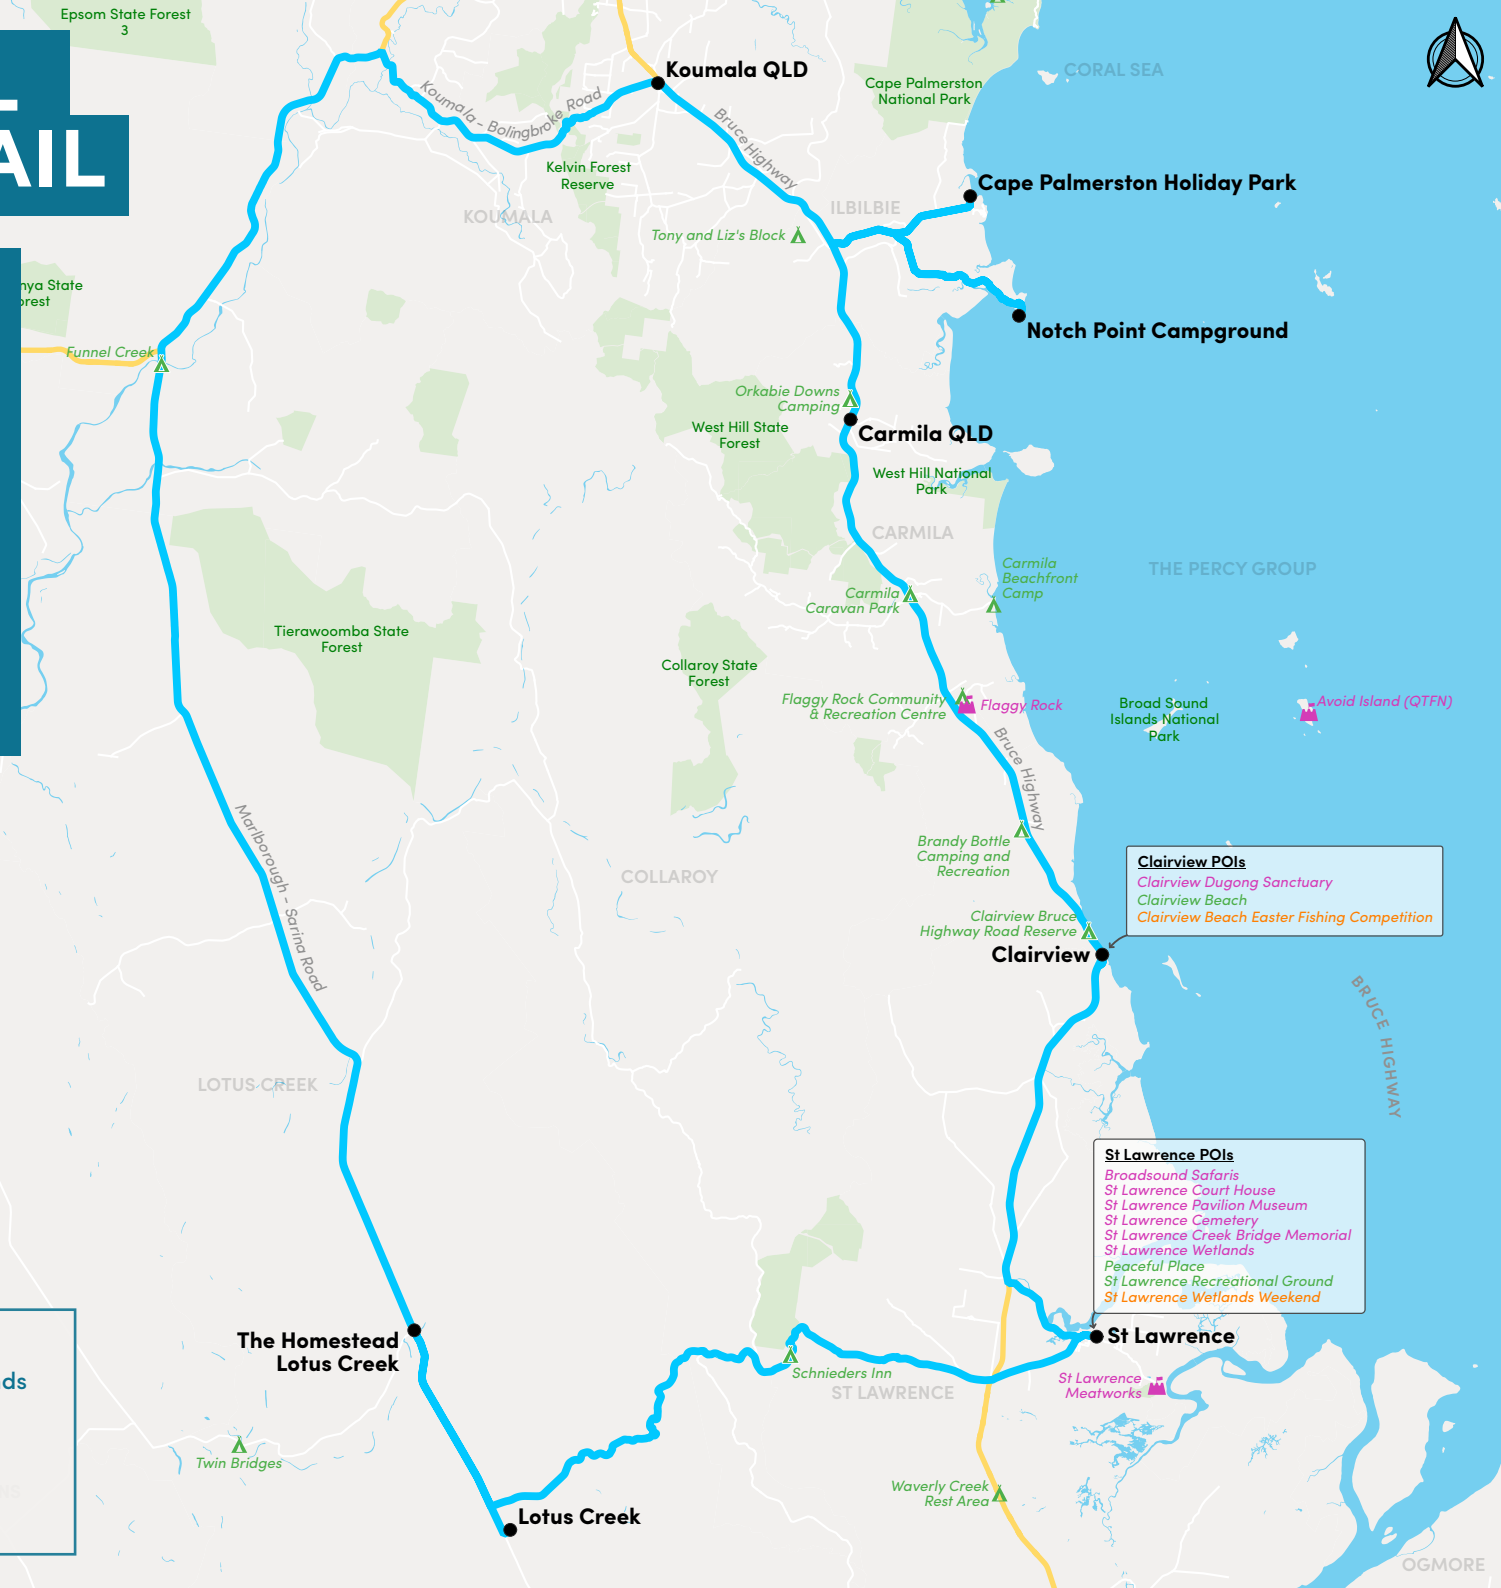 Epsom State Forest
3
L
AIL
Koumala QLD
CORAL SEA
Cape Palmerston
National Park
Koumala - Bolingbroke Road
Bruce Highway
Kelvin Forest
Reserve
Cape Palmerston Holiday Park
KOUMALA
ILBILBIE
Tony and Liz's Block
nya State
orest
Notch Point Campground
Funnel Creek
Orkabie Downs
Camping
West Hill State
Forest
Carmila QLD
West Hill National
Park
CARMILA
Carmila
Beachfront
Camp
THE PERCY GROUP
Carmila
Caravan Park
Tierawoomba State
Forest
Collaroy State
Forest
Flaggy Rock Community
& Recreation Centre
Flaggy Rock
Broad Sound
Islands National
Park
Avoid Island (QTFN)
Bruce Highway
Marlborough - Sarina Road
Brandy Bottle
Camping and
Recreation
COLLAROY
Clairview POIs
Clairview Dugong Sanctuary
Clairview Beach
Clairview Beach Easter Fishing Competition
Clairview Bruce
Highway Road Reserve
Clairview
BRUCE HIGHWAY
LOTUS CREEK
St Lawrence POIs
Broadsound Safaris
St Lawrence Court House
St Lawrence Pavilion Museum
St Lawrence Cemetery
St Lawrence Creek Bridge Memorial
St Lawrence Wetlands
Peaceful Place
St Lawrence Recreational Ground
St Lawrence Wetlands Weekend
The Homestead
Lotus Creek
St Lawrence
ds
Schnieders Inn
ST LAWRENCE
St Lawrence
Meatworks
Twin Bridges
Waverly Creek
Rest Area
NS
Lotus Creek
OGMORE